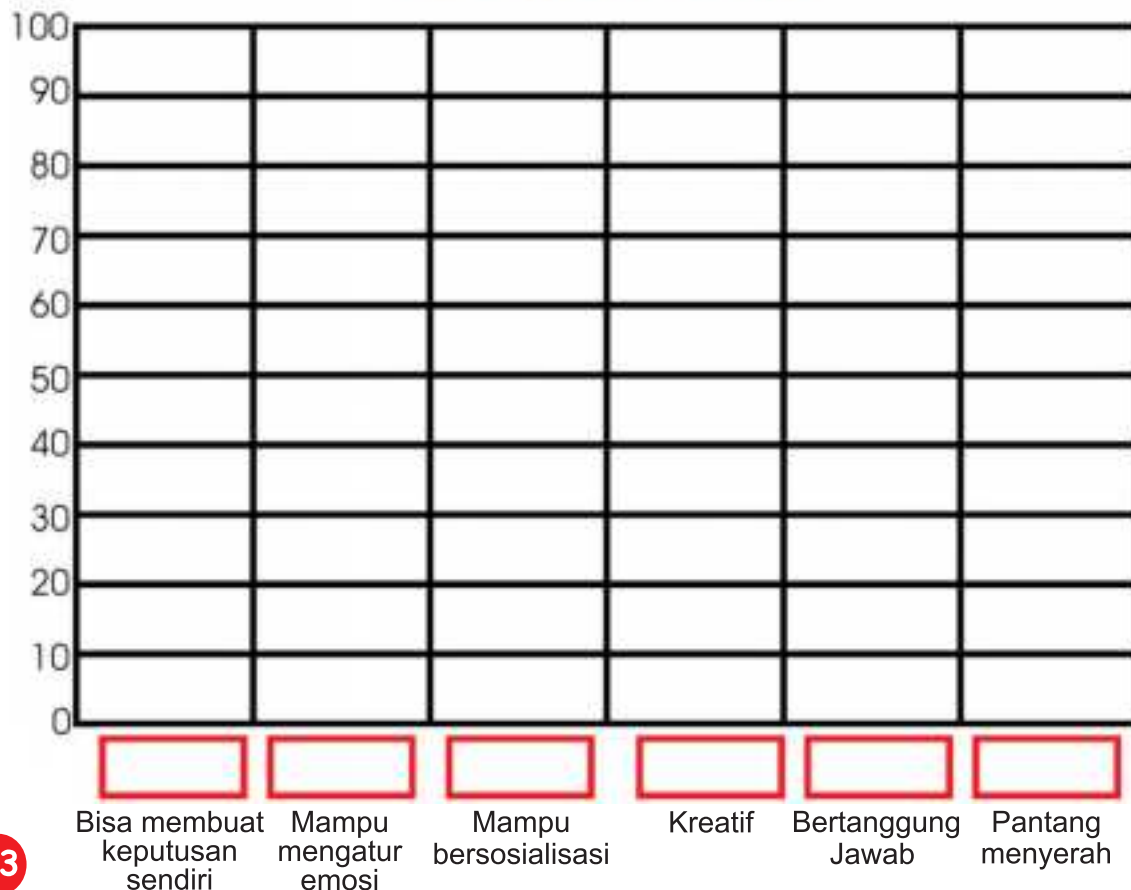 100
90
80
70
60
50
40
30
20
10
0
Bisa membuat
keputusan
sendiri
Mampu
mengatur
emosi
Mampu
bersosialisasi
Kreatif
Bertanggung
Jawab
Pantang
menyerah
3